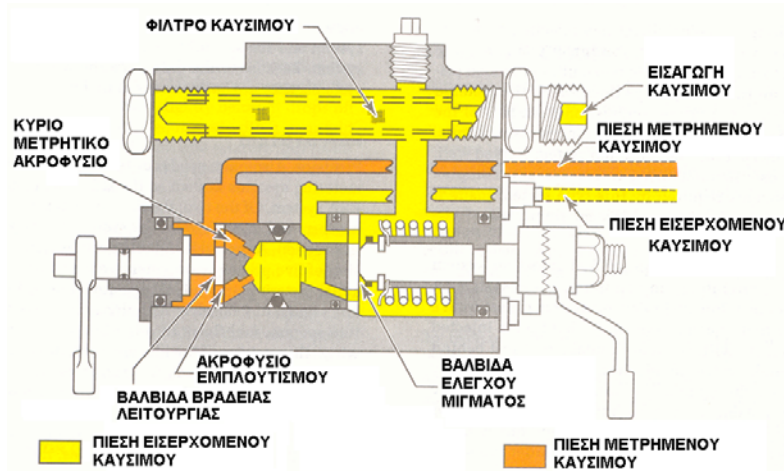 ΦΙΛΤΡΟ ΚΑΥΣΙΜΟΥ
ΕΙΣΑΓΩΓΗ
ΚΑΥΣΙΜΟΥ
ΚΥΡΙΟ
ΜΕΤΡΗΤΙΚΟ
ΑΚΡΟΦΥΣΙΟ
ΠΙΕΣΗ ΜΕΤΡΗΜΕΝΟΥ
ΚΑΥΣΙΜΟΥ
ΠΙΕΣΗ ΕΙΣΕΡΧΟΜΕΝΟΥ
ΚΑΥΣΙΜΟΥ
ΑΚΡΟΦΥΣΙΟ
ΕΜΠΛΟΥΤΙΣΜΟΥ
ΒΑΛΒΙΔΑ ΒΡΑΔΕΙΑΣ
ΛΕΙΤΟΥΡΓΙΑΣ
ΒΑΛΒΙΔΑ
ΕΛΕΓΧΟΥ
ΜΙΓΜΑΤΟΣ
ΠΙΕΣΗ ΕΙΣΕΡΧΟΜΕΝΟΥ
ΚΑΥΣΙΜΟΥ
ΠΙΕΣΗ ΜΕΤΡΗΜΕΝΟΥ
ΚΑΥΣΙΜΟΥ